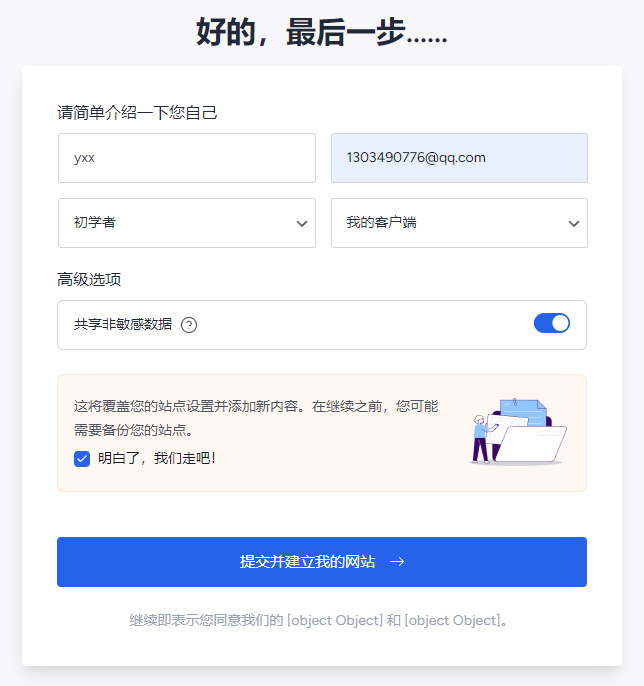 好的，最后一步......
请简单介绍一下您自己
yxx
1303490776@qq.com
初学者
我的客户端
高级选项
共享非敏感数据 ?
这将覆盖您的站点设置并添加新内容。在继续之前，您可能
需要备份您的站点。
明白了，我们走吧！
提交并建立我的网站 →
继续即表示您同意我们的 [object Object] 和 [object Object]。